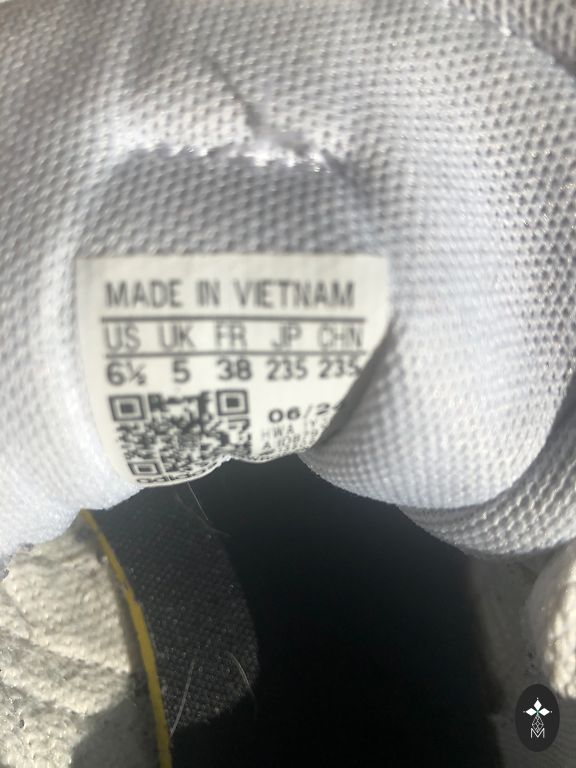 MADE IN VIETNAM
US UK FR JP CHN
6½ 5 38 235 235
06/2
M